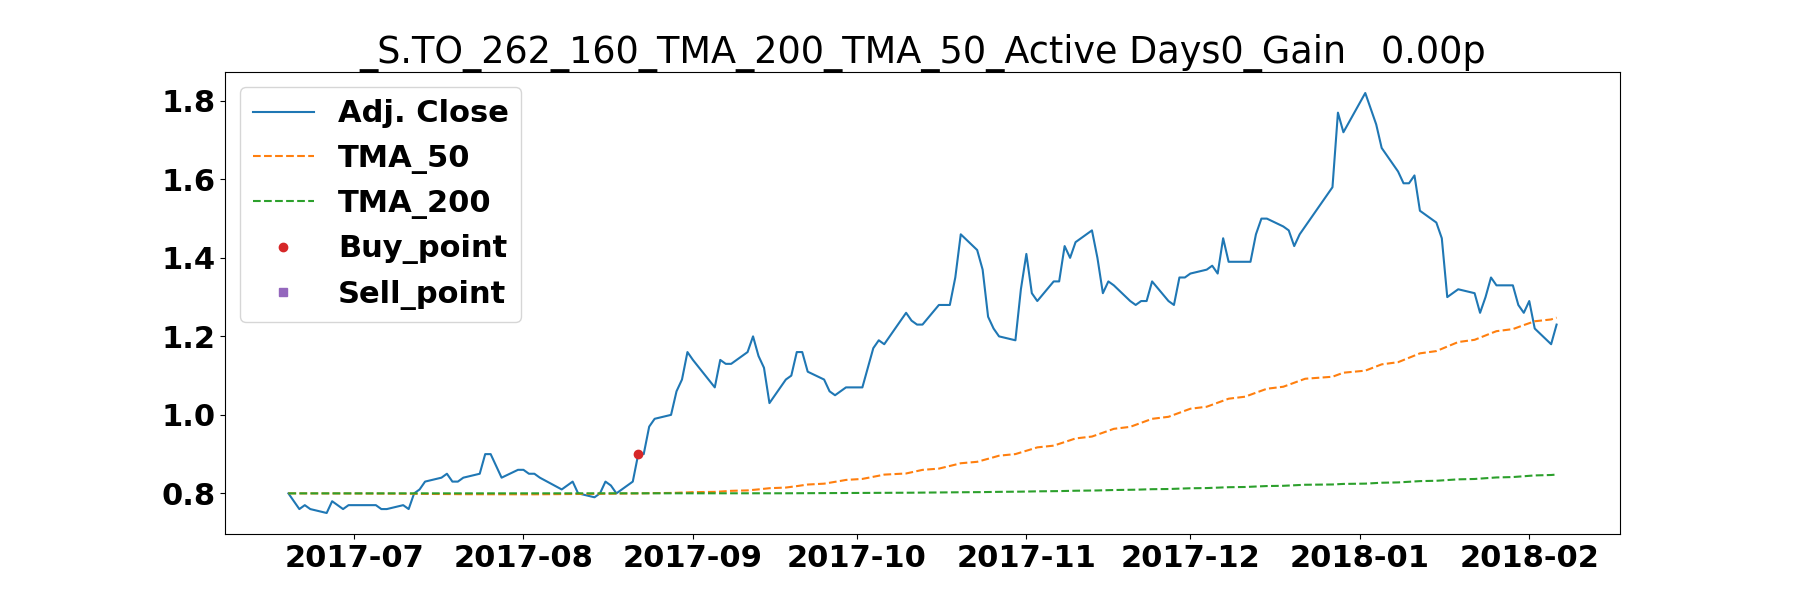 _S.TO_262_160_TMA_200_TMA_50_Active Days0_Gain   0.00p
Adj. Close
TMA_50
TMA_200
Buy_point
Sell_point
1.8
1.6
1.4
1.2
1.0
0.8
2017-07 2017-08 2017-09 2017-10 2017-11 2017-12 2018-01 2018-02